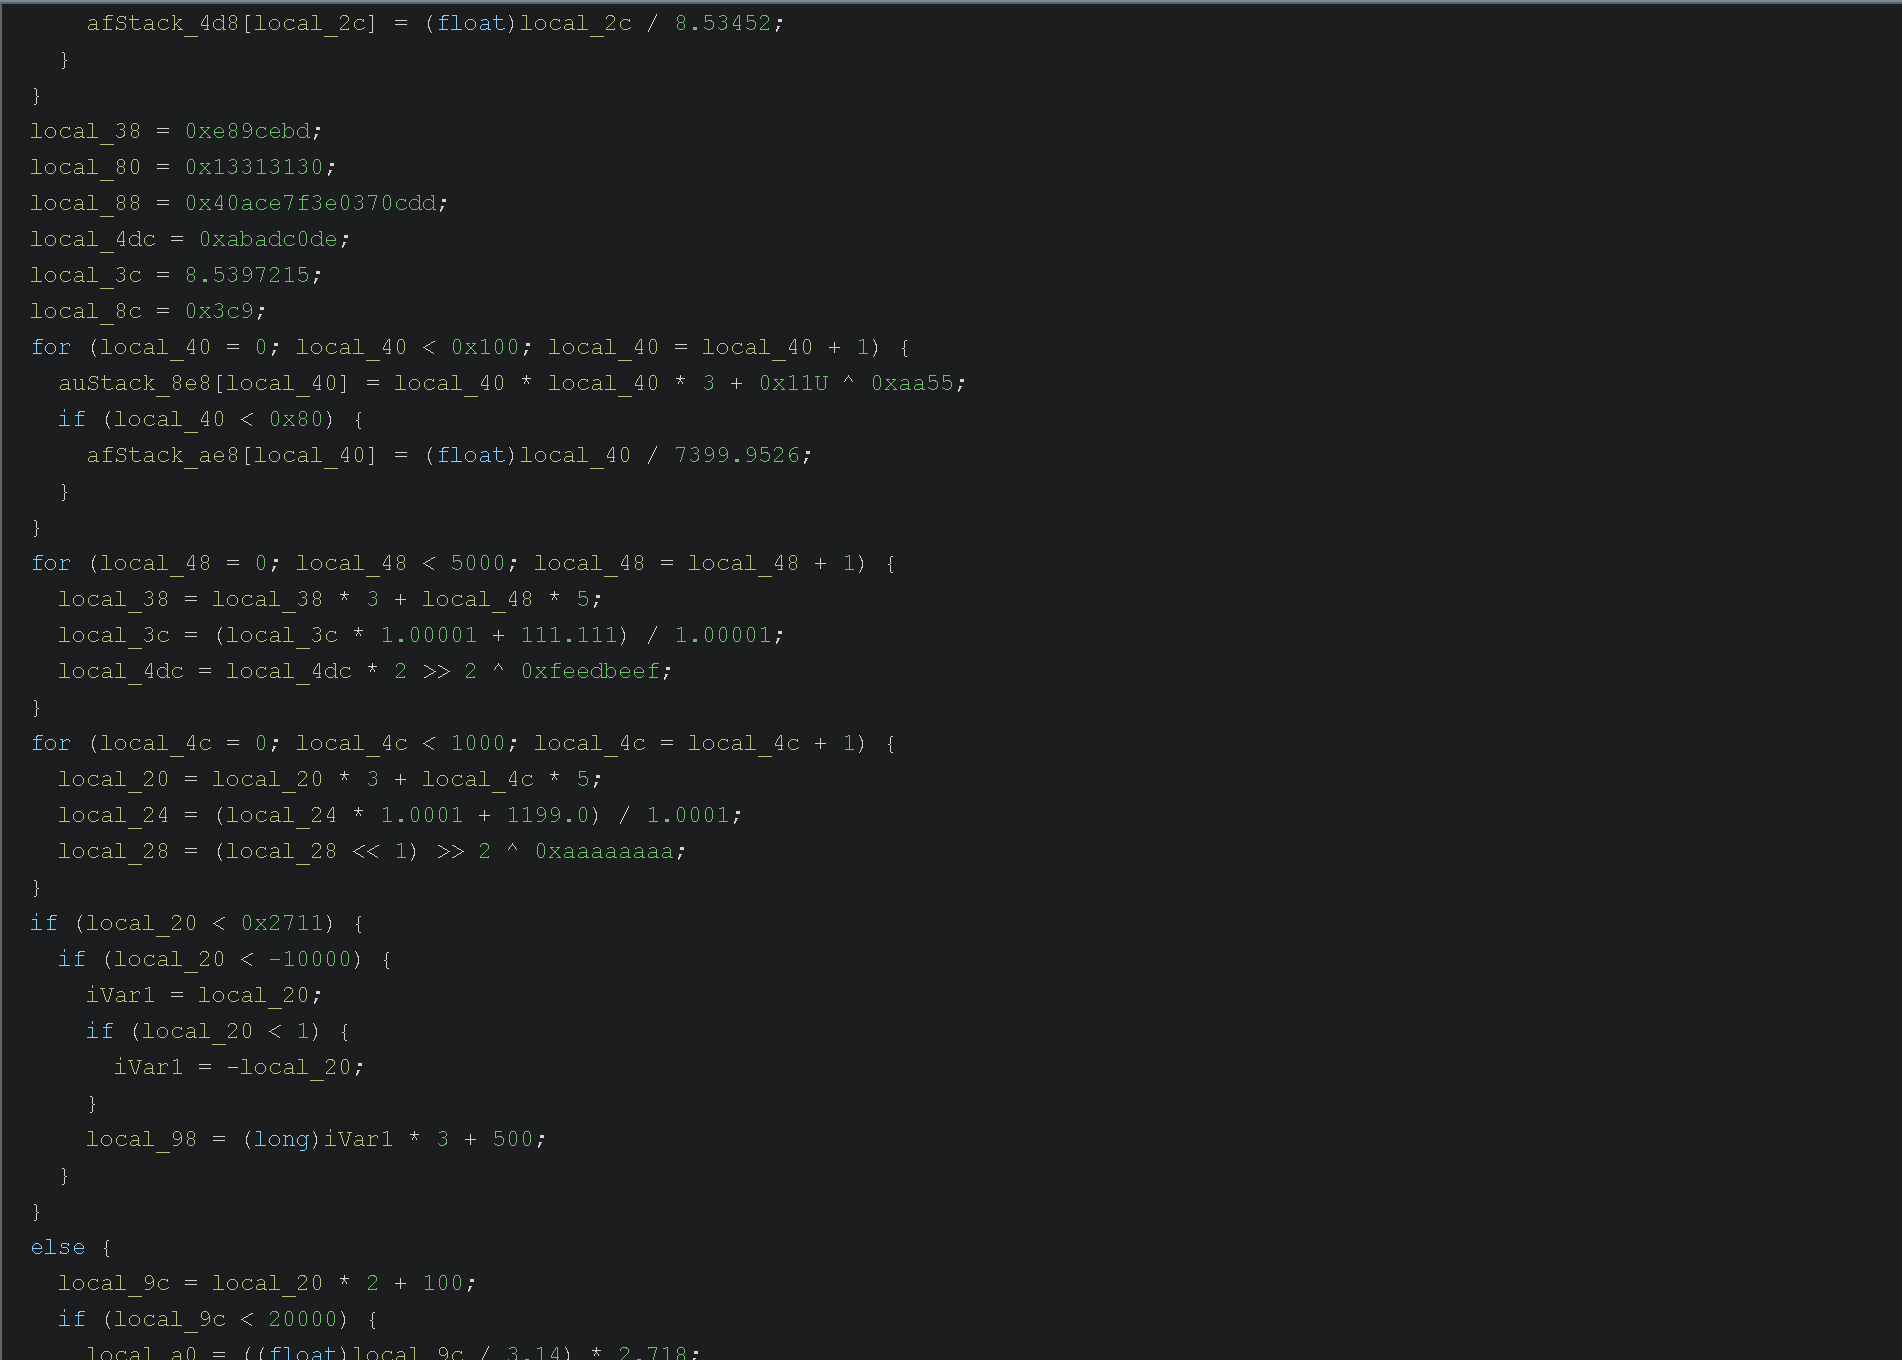 afStack_4d8[local_2c] = (float)local_2c / 8.53452;
}
}
local_38 = 0xe89cebd;
local_80 = 0x13313130;
local_88 = 0x40ace7f3e0370cdd;
local_4dc = 0xabadc0de;
local_3c = 8.5397215;
local_8c = 0x3c9;
for (local_40 = 0; local_40 < 0x100; local_40 = local_40 + 1) {
auStack_8e8[local_40] = local_40 * local_40 * 3 + 0x11U ^ 0xaa55;
if (local_40 < 0x80) {
afStack_ae8[local_40] = (float)local_40 / 7399.9526;
}
}
for (local_48 = 0; local_48 < 5000; local_48 = local_48 + 1) {
local_38 = local_38 * 3 + local_48 * 5;
local_3c = (local_3c * 1.00001 + 111.111) / 1.00001;
local_4dc = local_4dc * 2 >> 2 ^ 0xfeedbeef;
}
for (local_4c = 0; local_4c < 1000; local_4c = local_4c + 1) {
local_20 = local_20 * 3 + local_4c * 5;
local_24 = (local_24 * 1.0001 + 1199.0) / 1.0001;
local_28 = (local_28 << 1) >> 2 ^ 0xaaaaaaaa;
}
if (local_20 < 0x2711) {
if (local_20 < -10000) {
iVar1 = local_20;
if (local_20 < 1) {
iVar1 = -local_20;
}
local_98 = (long)iVar1 * 3 + 500;
}
}
else {
local_9c = local_20 * 2 + 100;
if (local_9c < 20000) {
local_a0 = ((float)local_9c / 3.14) * 2.718;